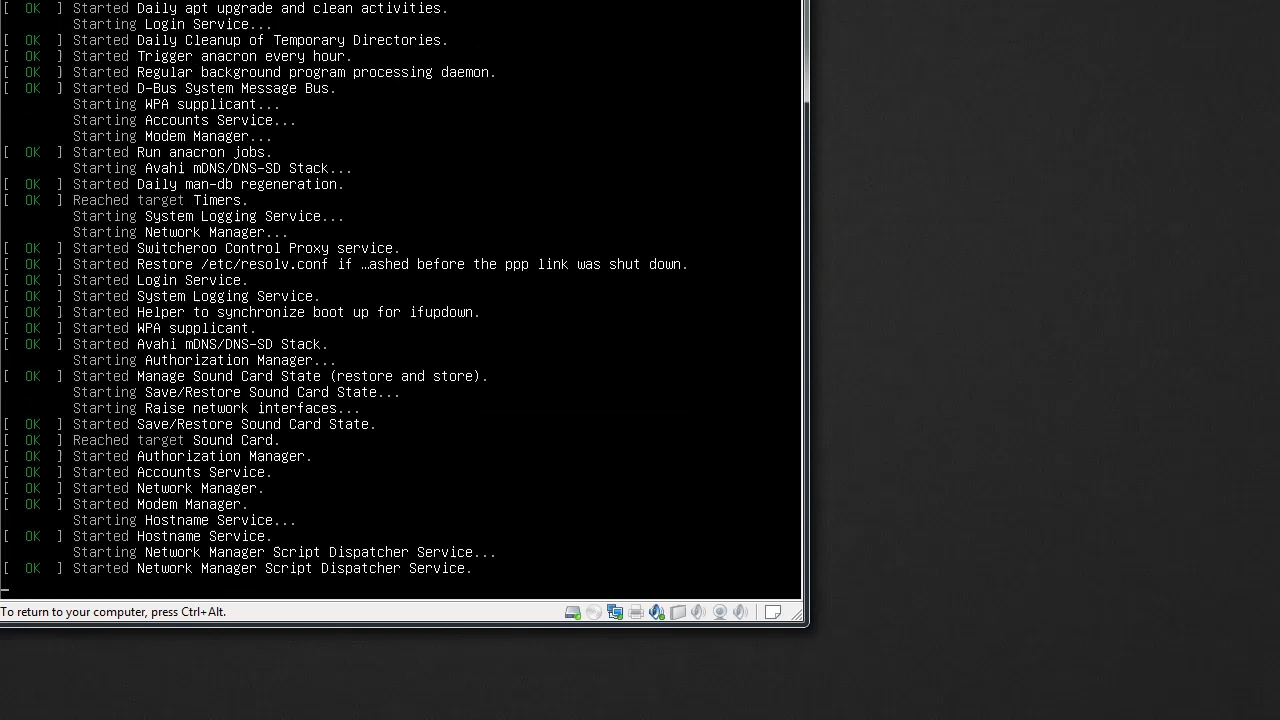 [  OK  ] Started Daily apt upgrade and clean activities.
Starting Login Service...
[  OK  ] Started Daily Cleanup of Temporary Directories.
[  OK  ] Started Trigger anacron every hour.
[  OK  ] Started Regular background program processing daemon.
[  OK  ] Started D-Bus System Message Bus.
Starting WPA supplicant...
Starting Accounts Service...
Starting Modem Manager...
[  OK  ] Started Run anacron jobs.
Starting Avahi mDNS/DNS-SD Stack...
[  OK  ] Started Daily man-db regeneration.
[  OK  ] Reached target Timers.
Starting System Logging Service...
Starting Network Manager...
[  OK  ] Started Switcheroo Control Proxy service.
[  OK  ] Started Restore /etc/resolv.conf if …ashed before the ppp link was shut down.
[  OK  ] Started Login Service.
[  OK  ] Started System Logging Service.
[  OK  ] Started Helper to synchronize boot up for ifupdown.
[  OK  ] Started WPA supplicant.
[  OK  ] Started Avahi mDNS/DNS-SD Stack.
Starting Authorization Manager...
[  OK  ] Started Manage Sound Card State (restore and store).
Starting Save/Restore Sound Card State...
Starting Raise network interfaces...
[  OK  ] Started Save/Restore Sound Card State.
[  OK  ] Reached target Sound Card.
[  OK  ] Started Authorization Manager.
[  OK  ] Started Accounts Service.
[  OK  ] Started Network Manager.
[  OK  ] Started Modem Manager.
Starting Hostname Service...
[  OK  ] Started Hostname Service.
Starting Network Manager Script Dispatcher Service...
[  OK  ] Started Network Manager Script Dispatcher Service.
To return to your computer, press Ctrl+Alt.